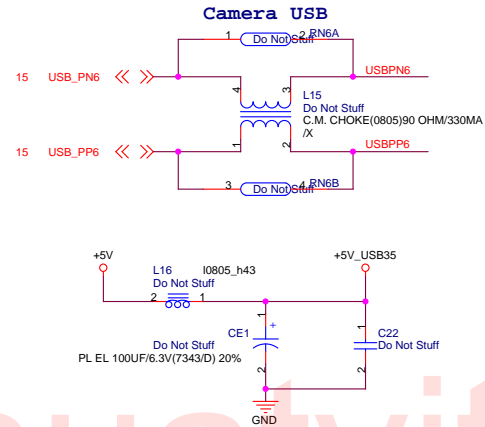 Camera USB
1 Do Not Stuff 2 RN6A
15 USB_PN6 USBPN6
4 3
L15
Do Not Stuff
C.M. CHOKE(0805)90 OHM/330MA
/X
1 2
15 USB_PP6 USBPP6
3 Do Not Stuff 4 RN6B
+5V +5V_USB35
L16 l0805_h43
Do Not Stuff
2 1
1 + 1
CE1 C22
Do Not Stuff Do Not Stuff
PL EL 100UF/6.3V(7343/D) 20%
2 2
GND